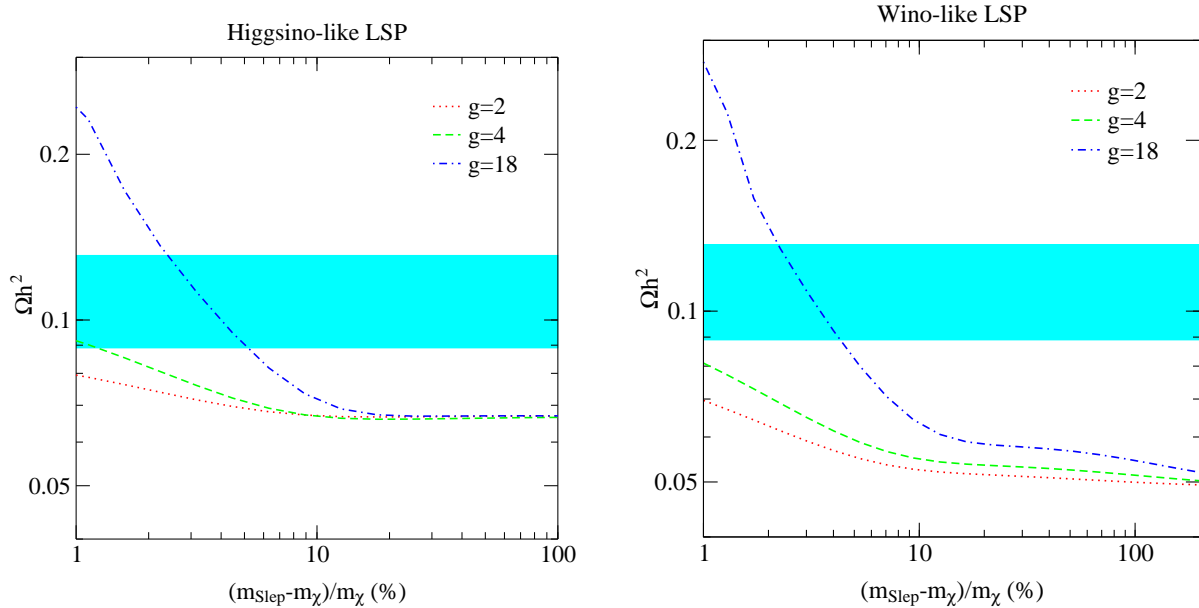 Higgsino-like LSP
g=2
g=4
g=18
0.2
0.1
0.05
Ωh²
1
10
100
(mSlep-mχ)/mχ (%)
Wino-like LSP
g=2
g=4
g=18
0.2
0.1
0.05
Ωh²
1
10
100
(mSlep-mχ)/mχ (%)